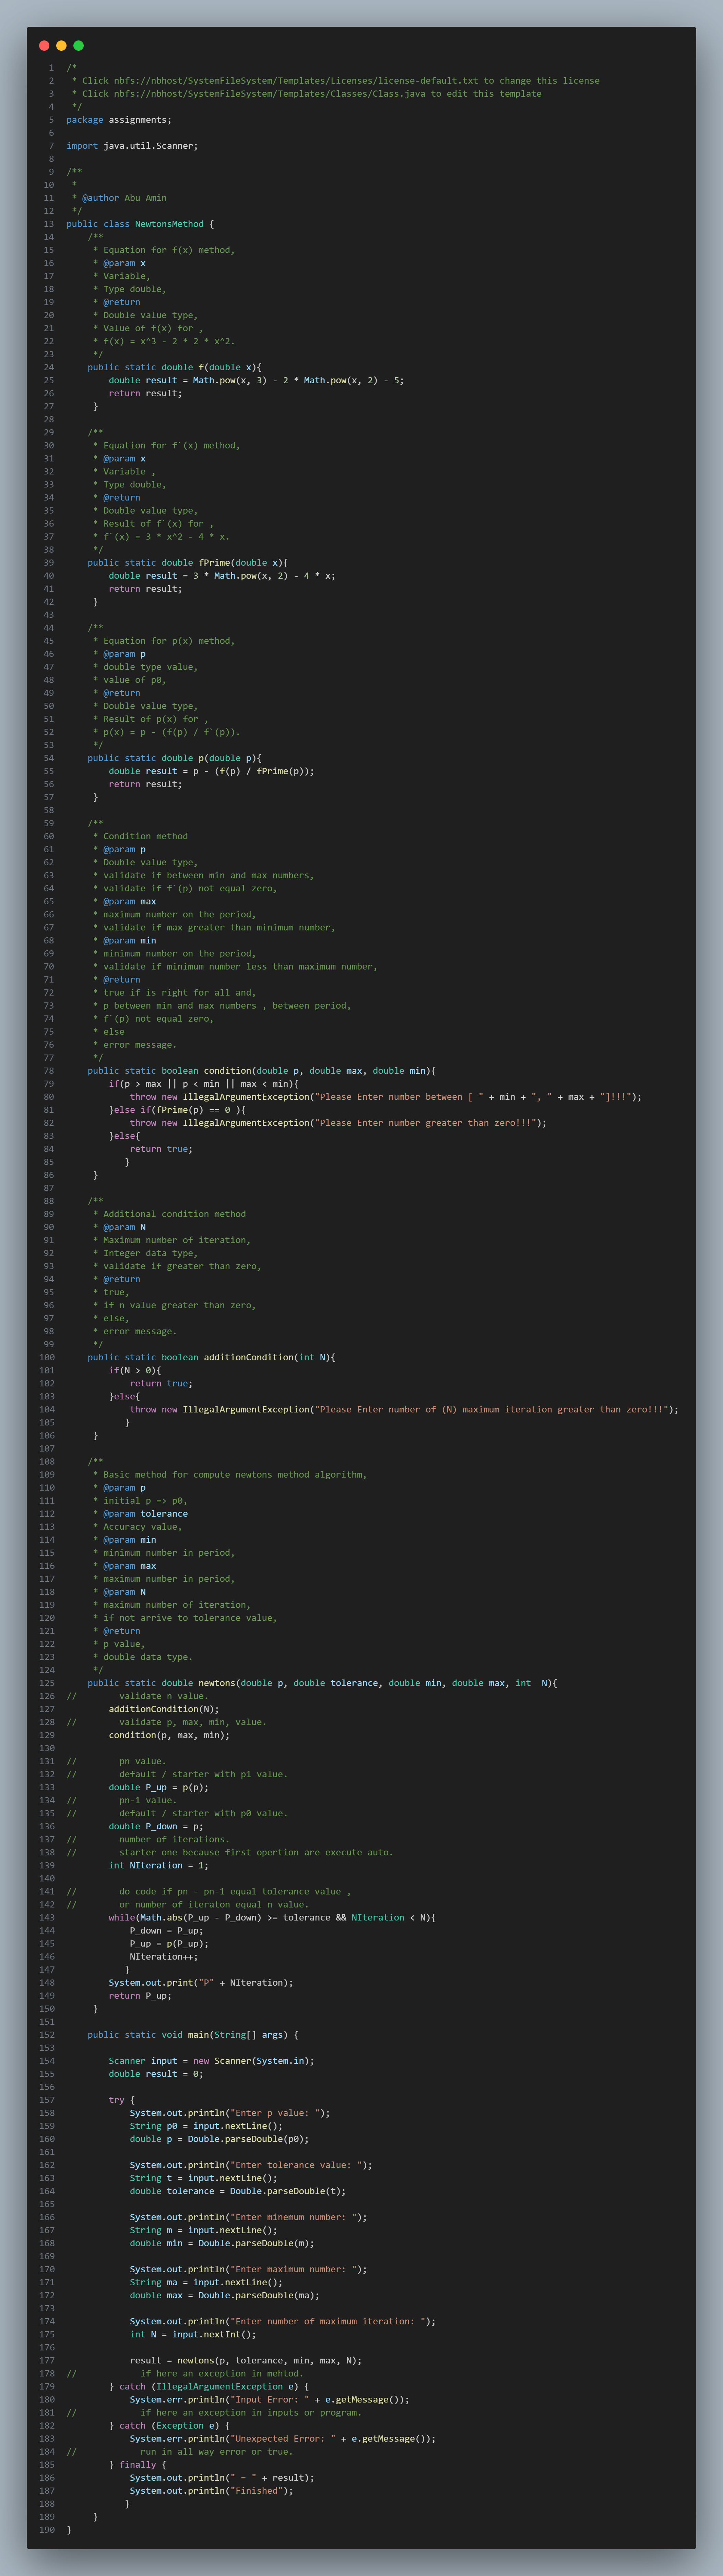 1 /*
2  * Click nbfs://nbhost/SystemFileSystem/Templates/Licenses/license-default.txt to change this license
3  * Click nbfs://nbhost/SystemFileSystem/Templates/Classes/Class.java to edit this template
4  */
5 package assignments;
6
7 import java.util.Scanner;
8
9 /**
10  *
11  * @author Abu Amin
12  */
13 public class NewtonsMethod {
14     /**
15      * Equation for f(x) method,
16      * @param x
17      * Variable,
18      * Type double,
19      * @return
20      * Double value type,
21      * Value of f(x) for ,
22      * f(x) = x^3 - 2 * 2 * x^2.
23      */
24     public static double f(double x){
25         double result = Math.pow(x, 3) - 2 * Math.pow(x, 2) - 5;
26         return result;
27      }
28
29     /**
30      * Equation for f`(x) method,
31      * @param x
32      * Variable ,
33      * Type double,
34      * @return
35      * Double value type,
36      * Result of f`(x) for ,
37      * f`(x) = 3 * x^2 - 4 * x.
38      */
39     public static double fPrime(double x){
40         double result = 3 * Math.pow(x, 2) - 4 * x;
41         return result;
42      }
43
44     /**
45      * Equation for p(x) method,
46      * @param p
47      * double type value,
48      * value of p0,
49      * @return
50      * Double value type,
51      * Result of p(x) for ,
52      * p(x) = p - (f(p) / f`(p)).
53      */
54     public static double p(double p){
55         double result = p - (f(p) / fPrime(p));
56         return result;
57      }
58
59     /**
60      * Condition method
61      * @param p
62      * Double value type,
63      * validate if between min and max numbers,
64      * validate if f`(p) not equal zero,
65      * @param max
66      * maximum number on the period,
67      * validate if max greater than minimum number,
68      * @param min
69      * minimum number on the period,
70      * validate if minimum number less than maximum number,
71      * @return
72      * true if is right for all and,
73      * p between min and max numbers , between period,
74      * f`(p) not equal zero,
75      * else
76      * error message.
77      */
78     public static boolean condition(double p, double max, double min){
79         if(p > max || p < min || max < min){
80             throw new IllegalArgumentException("Please Enter number between [ " + min + ", " + max + "]!!!");
81         }else if(fPrime(p) == 0 ){
82             throw new IllegalArgumentException("Please Enter number greater than zero!!!");
83         }else{
84             return true;
85            }
86      }
87
88     /**
89      * Additional condition method
90      * @param N
91      * Maximum number of iteration,
92      * Integer data type,
93      * validate if greater than zero,
94      * @return
95      * true,
96      * if n value greater than zero,
97      * else,
98      * error message.
99      */
100     public static boolean additionCondition(int N){
101         if(N > 0){
102             return true;
103         }else{
104             throw new IllegalArgumentException("Please Enter number of (N) maximum iteration greater than zero!!!");
105            }
106      }
107
108     /**
109      * Basic method for compute newtons method algorithm,
110      * @param p
111      * initial p => p0,
112      * @param tolerance
113      * Accuracy value,
114      * @param min
115      * minimum number in period,
116      * @param max
117      * maximum number in period,
118      * @param N
119      * maximum number of iteration,
120      * if not arrive to tolerance value,
121      * @return
122      * p value,
123      * double data type.
124      */
125     public static double newtons(double p, double tolerance, double min, double max, int  N){
126 //        validate n value.
127         additionCondition(N);
128 //        validate p, max, min, value.
129         condition(p, max, min);
130
131 //        pn value.
132 //        default / starter with p1 value.
133         double P_up = p(p);
134 //        pn-1 value.
135 //        default / starter with p0 value.
136         double P_down = p;
137 //        number of iterations.
138 //        starter one because first opertion are execute auto.
139         int NIteration = 1;
140
141 //        do code if pn - pn-1 equal tolerance value ,
142 //        or number of iteraton equal n value.
143         while(Math.abs(P_up - P_down) >= tolerance && NIteration < N){
144             P_down = P_up;
145             P_up = p(P_up);
146             NIteration++;
147            }
148         System.out.print("P" + NIteration);
149         return P_up;
150      }
151
152     public static void main(String[] args) {
153
154         Scanner input = new Scanner(System.in);
155         double result = 0;
156
157         try {
158             System.out.println("Enter p value: ");
159             String p0 = input.nextLine();
160             double p = Double.parseDouble(p0);
161
162             System.out.println("Enter tolerance value: ");
163             String t = input.nextLine();
164             double tolerance = Double.parseDouble(t);
165
166             System.out.println("Enter minemum number: ");
167             String m = input.nextLine();
168             double min = Double.parseDouble(m);
169
170             System.out.println("Enter maximum number: ");
171             String ma = input.nextLine();
172             double max = Double.parseDouble(ma);
173
174             System.out.println("Enter number of maximum iteration: ");
175             int N = input.nextInt();
176
177             result = newtons(p, tolerance, min, max, N);
178 //            if here an exception in mehtod.
179         } catch (IllegalArgumentException e) {
180             System.err.println("Input Error: " + e.getMessage());
181 //            if here an exception in inputs or program.
182         } catch (Exception e) {
183             System.err.println("Unexpected Error: " + e.getMessage());
184 //            run in all way error or true.
185         } finally {
186             System.out.println(" = " + result);
187             System.out.println("Finished");
188            }
189      }
190 }